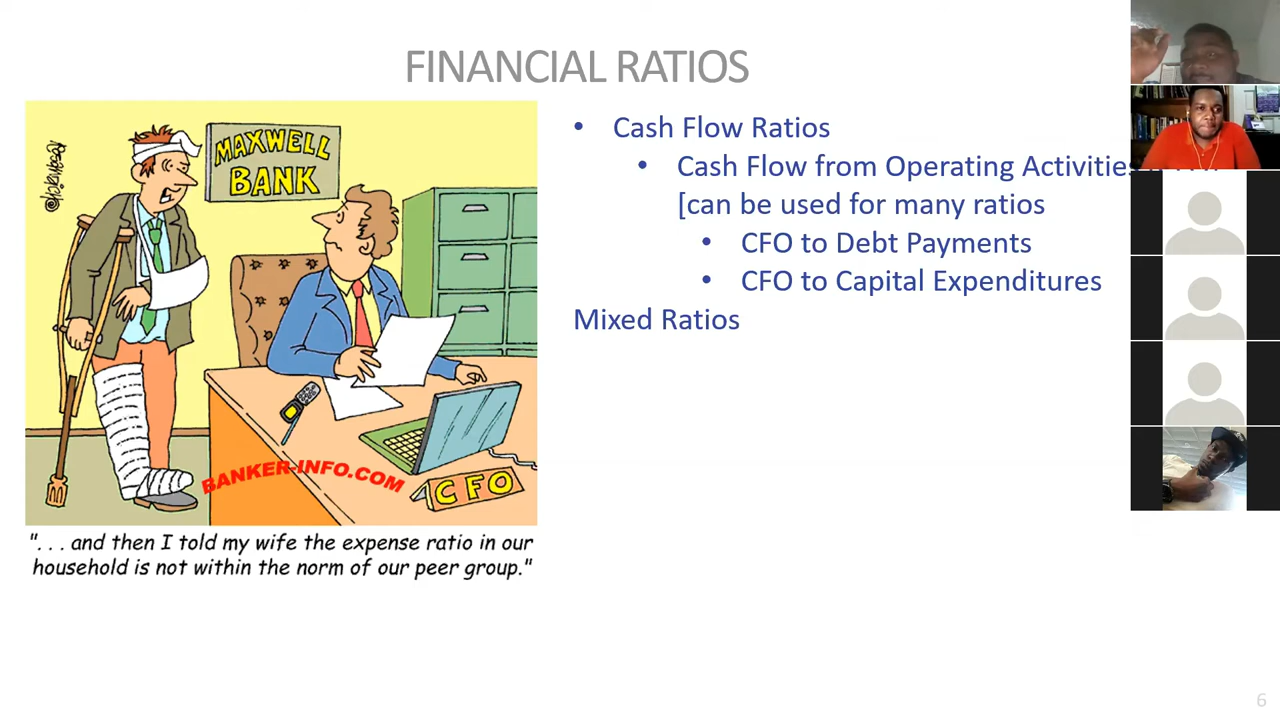 FINANCIAL RATIOS
MAXWELL
BANK
BANKER-INFO.COM
CFO
". . . and then I told my wife the expense ratio in our
household is not within the norm of our peer group."
• Cash Flow Ratios
• Cash Flow from Operating Activities
[can be used for many ratios
• CFO to Debt Payments
• CFO to Capital Expenditures
Mixed Ratios
6